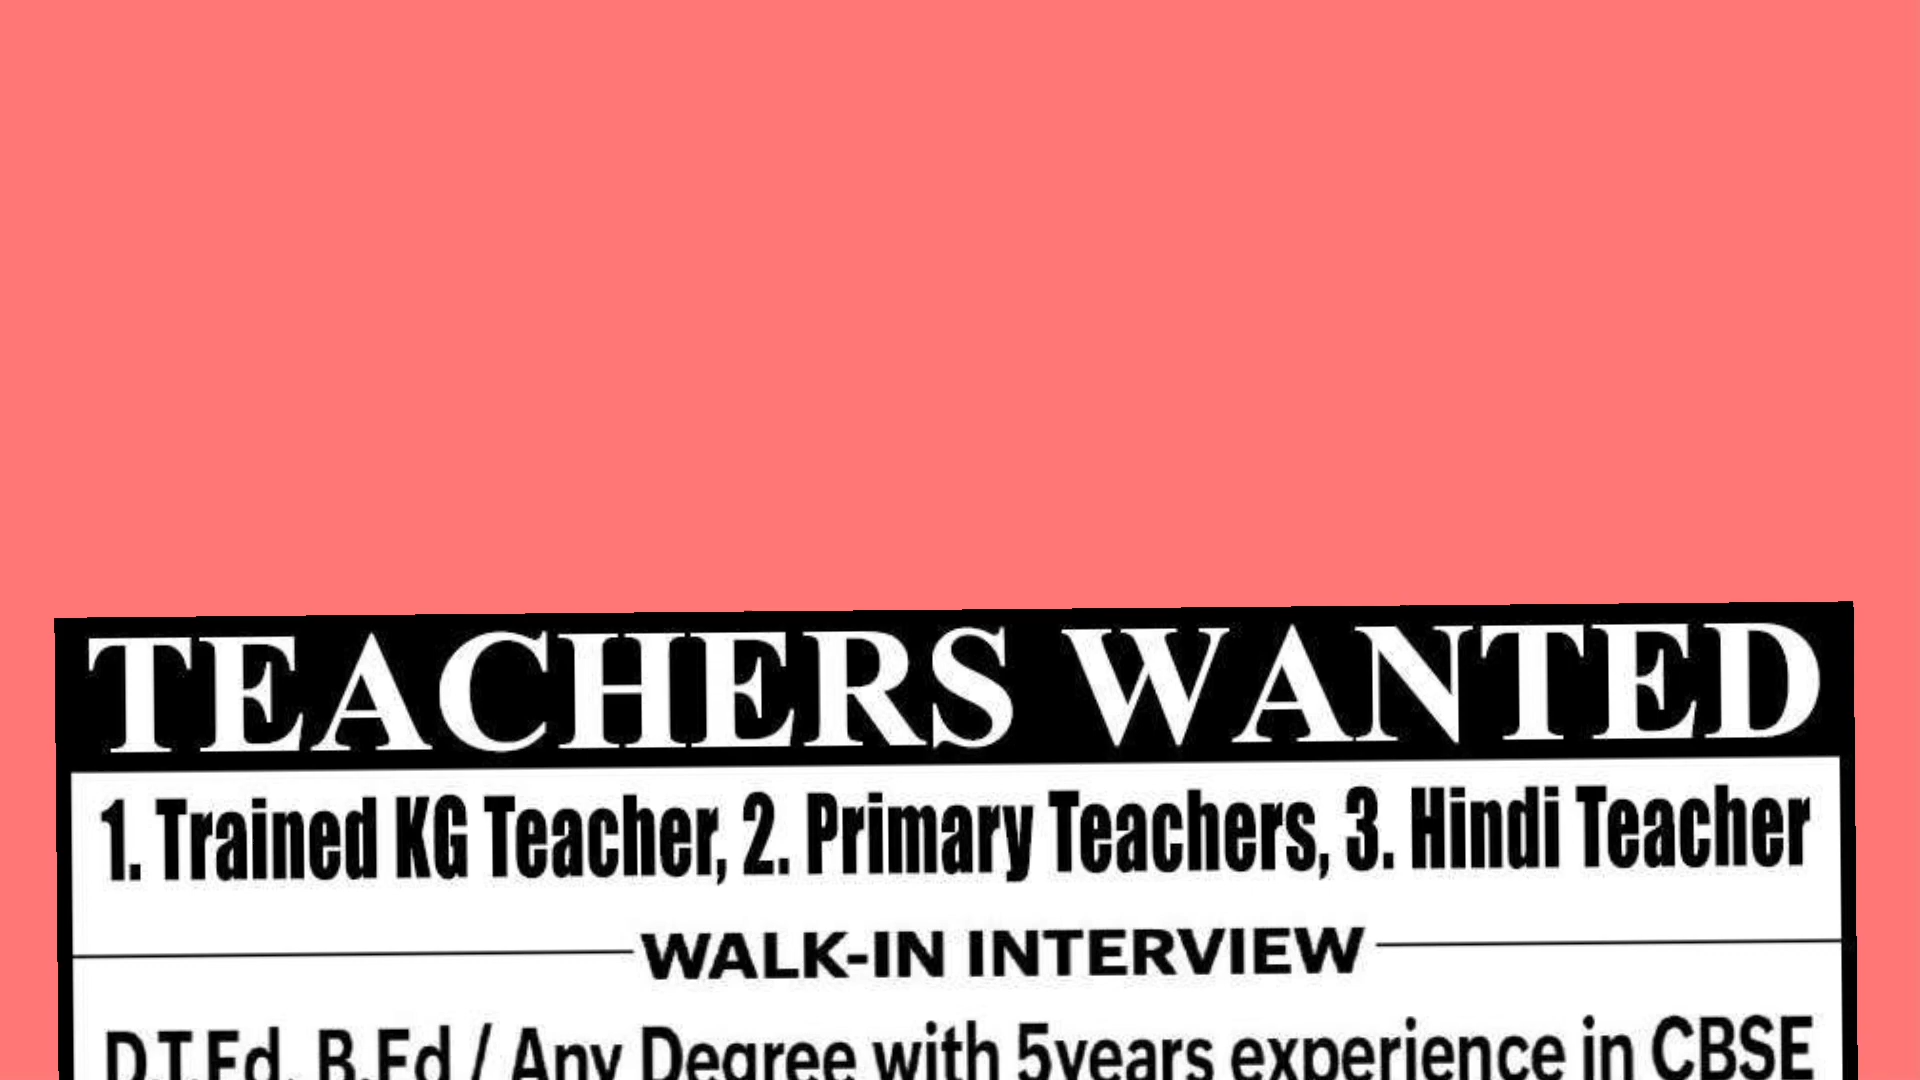 TEACHERS WANTED
1. Trained KG Teacher, 2. Primary Teachers, 3. Hindi Teacher
WALK-IN INTERVIEW
D.T.Ed, B.Ed / Any Degree with 5years experience in CBSE